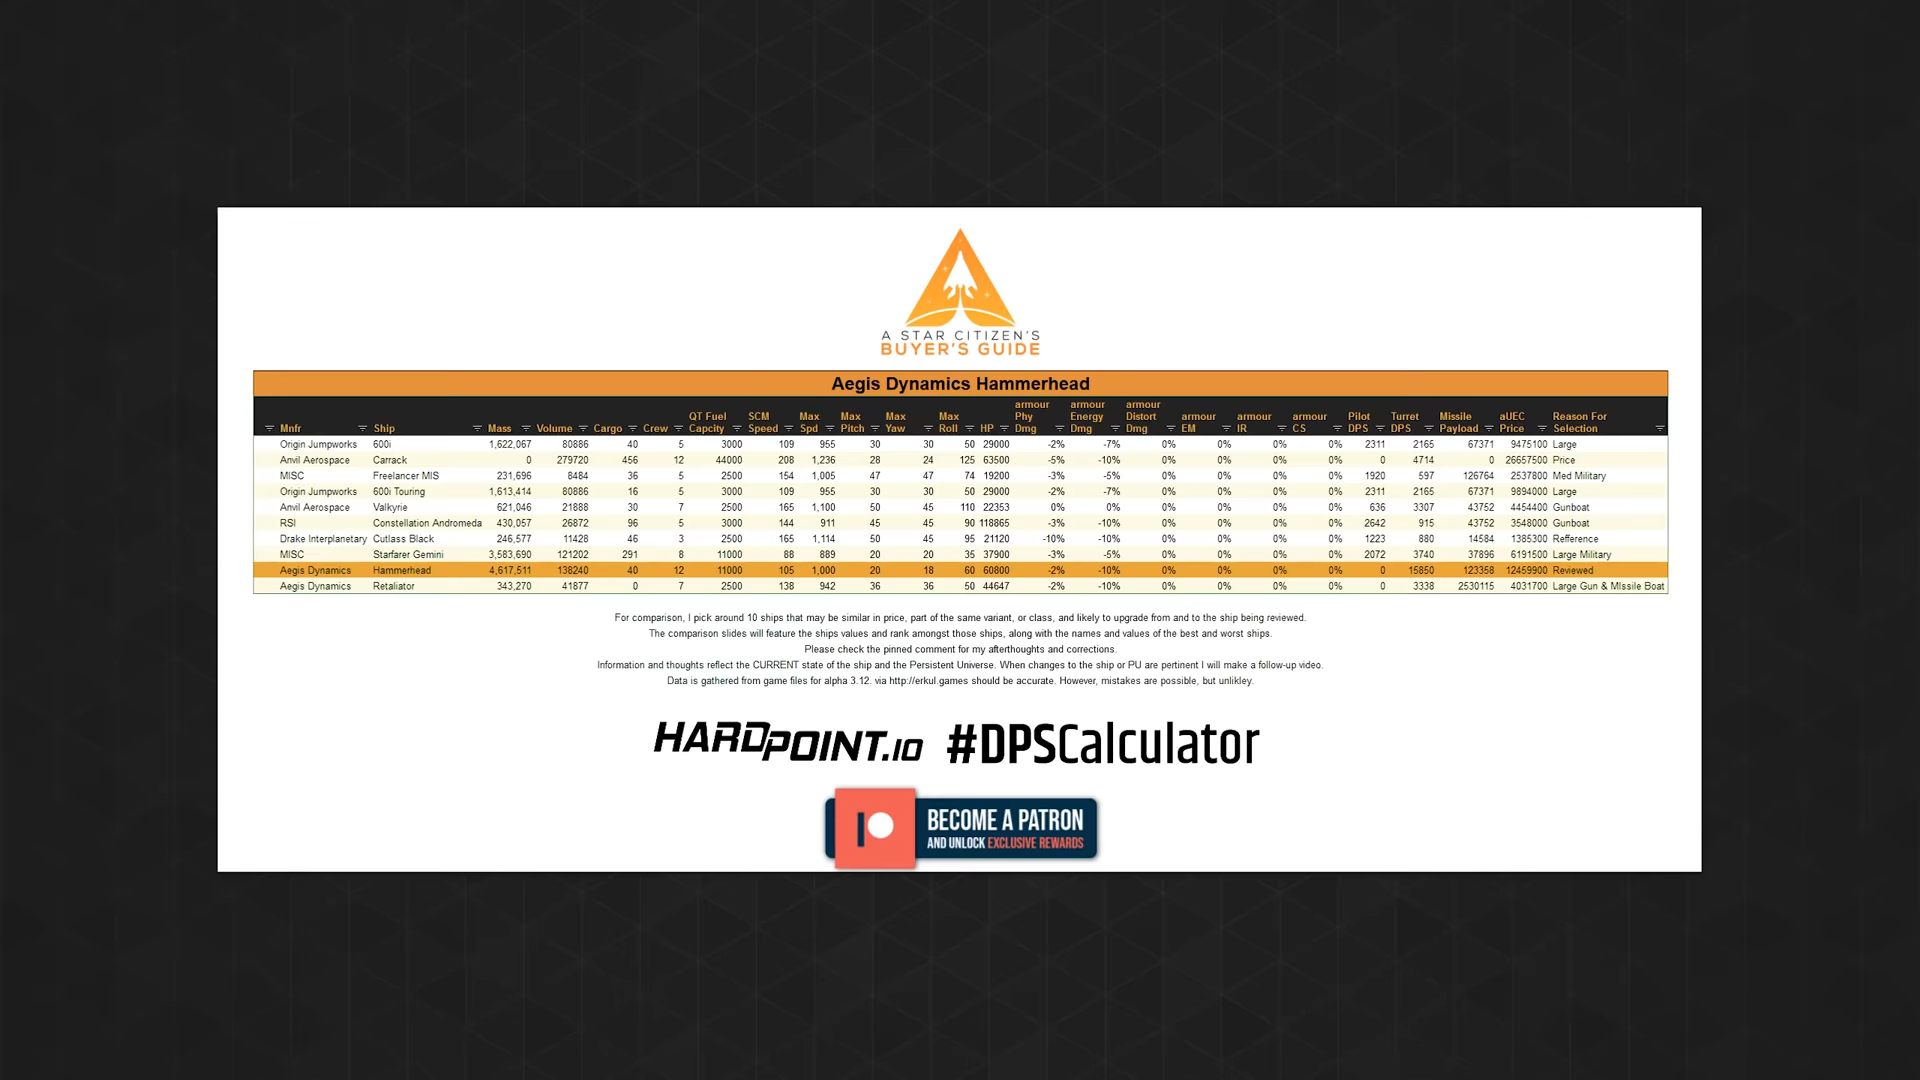 A STAR CITIZEN'S
BUYER'S GUIDE
Aegis Dynamics Hammerhead
Mnfr Ship Mass Volume Cargo Crew QT Fuel Capcity SCM Speed Max Spd Max Pitch Max Yaw Max Roll HP armour Phy Dmg armour Energy Dmg armour Distort Dmg armour EM armour IR armour CS Pilot DPS Turret DPS Missile Payload aUEC Price Reason For Selection
Origin Jumpworks 600i 1,622,067 80886 40 5 3000 109 955 30 30 50 29000 -2% -7% 0% 0% 0% 0% 2311 2165 67371 9475100 Large
Anvil Aerospace Carrack 0 279720 456 12 44000 208 1,236 28 24 125 63500 -5% -10% 0% 0% 0% 0% 0 4714 0 26657500 Price
MISC Freelancer MIS 231,696 8484 36 5 2500 154 1,005 47 47 74 19200 -3% -5% 0% 0% 0% 0% 1920 597 126764 2537800 Med Military
Origin Jumpworks 600i Touring 1,613,414 80886 16 5 3000 109 955 30 30 50 29000 -2% -7% 0% 0% 0% 0% 2311 2165 67371 9894000 Large
Anvil Aerospace Valkyrie 621,046 21888 30 7 2500 165 1,100 50 45 110 22353 0% 0% 0% 0% 0% 0% 636 3307 43752 4454400 Gunboat
RSI Constellation Andromeda 430,057 26872 96 5 3000 144 911 45 45 90 118865 -3% -10% 0% 0% 0% 0% 2642 915 43752 3548000 Gunboat
Drake Interplanetary Cutlass Black 246,577 11428 46 3 2500 165 1,114 50 45 95 21120 -10% -10% 0% 0% 0% 0% 1223 880 14584 1385300 Refference
MISC Starfarer Gemini 3,583,690 121202 291 8 11000 88 889 20 20 35 37900 -3% -5% 0% 0% 0% 0% 2072 3740 37896 6191500 Large Military
Aegis Dynamics Hammerhead 4,617,511 138240 40 12 11000 105 1,000 20 18 60 60800 -2% -10% 0% 0% 0% 0% 0 15850 123358 12459900 Reviewed
Aegis Dynamics Retaliator 343,270 41877 0 7 2500 138 942 36 36 50 44647 -2% -10% 0% 0% 0% 0% 0 3338 2530115 4031700 Large Gun & MIssile Boat
For comparison, I pick around 10 ships that may be similar in price, part of the same variant, or class, and likely to upgrade from and to the ship being reviewed.
The comparison slides will feature the ships values and rank amongst those ships, along with the names and values of the best and worst ships.
Please check the pinned comment for my afterthoughts and corrections.
Information and thoughts reflect the CURRENT state of the ship and the Persistent Universe. When changes to the ship or PU are pertinent I will make a follow-up video.
Data is gathered from game files for alpha 3.12. via http://erkul.games should be accurate. However, mistakes are possible, but unlikley.
HARDPOINT.IO #DPSCalculator
BECOME A PATRON
AND UNLOCK EXCLUSIVE REWARDS